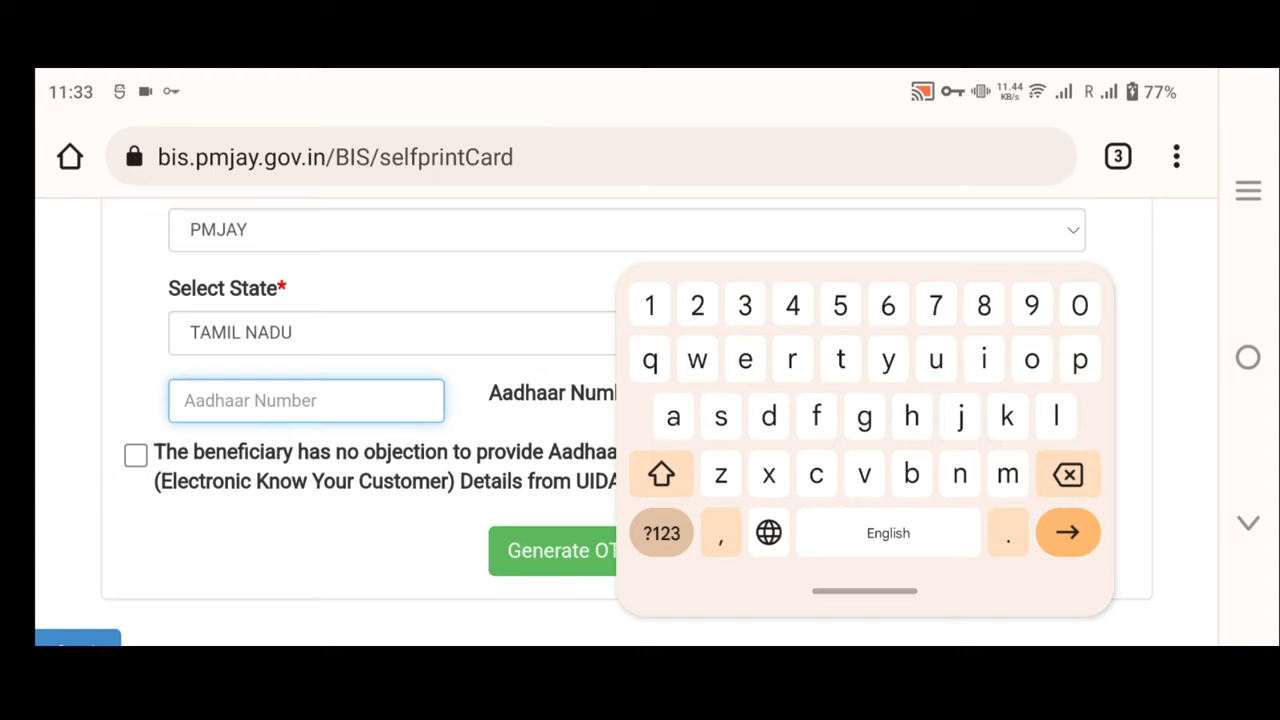 11:33 11.44 KB/s R 77%
bis.pmjay.gov.in/BIS/selfprintCard 3
PMJAY
Select State*
TAMIL NADU
Aadhaar Number Aadhaar Num
The beneficiary has no objection to provide Aadhaa
(Electronic Know Your Customer) Details from UIDA
Generate OT
1 2 3 4 5 6 7 8 9 0
q w e r t y u i o p
a s d f g h j k l
z x c v b n m
?123 , English .